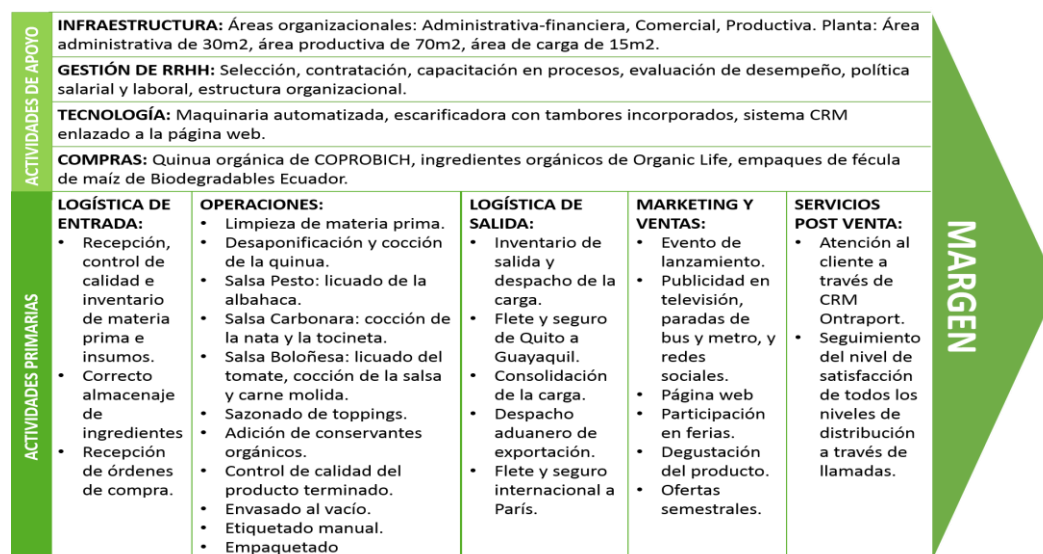 ACTIVIDADES DE APOYO
INFRAESTRUCTURA: Áreas organizacionales: Administrativa-financiera, Comercial, Productiva. Planta: Área
administrativa de 30m2, área productiva de 70m2, área de carga de 15m2.
GESTIÓN DE RRHH: Selección, contratación, capacitación en procesos, evaluación de desempeño, política
salarial y laboral, estructura organizacional.
TECNOLOGÍA: Maquinaria automatizada, escarificadora con tambores incorporados, sistema CRM
enlazado a la página web.
COMPRAS: Quinua orgánica de COPROBICH, ingredientes orgánicos de Organic Life, empaques de fécula
de maíz de Biodegradables Ecuador.
ACTIVIDADES PRIMARIAS
LOGÍSTICA DE
ENTRADA:
• Recepción,
control de
calidad e
inventario
de materia
prima e
insumos.
• Correcto
almacenaje
de
ingredientes
• Recepción
de órdenes
de compra.
OPERACIONES:
• Limpieza de materia prima.
• Desaponificación y cocción
de la quinua.
• Salsa Pesto: licuado de la
albahaca.
• Salsa Carbonara: cocción de
la nata y la tocineta.
• Salsa Boloñesa: licuado del
tomate, cocción de la salsa
y carne molida.
• Sazonado de toppings.
• Adición de conservantes
orgánicos.
• Control de calidad del
producto terminado.
• Envasado al vacío.
• Etiquetado manual.
• Empaquetado
LOGÍSTICA DE
SALIDA:
• Inventario de
salida y
despacho de la
carga.
• Flete y seguro
de Quito a
Guayaquil.
• Consolidación
de la carga.
• Despacho
aduanero de
exportación.
• Flete y seguro
internacional a
París.
MARKETING Y
VENTAS:
• Evento de
lanzamiento.
• Publicidad en
televisión,
paradas de
bus y metro, y
redes
sociales.
• Página web
• Participación
en ferias.
• Degustación
del producto.
• Ofertas
semestrales.
SERVICIOS
POST VENTA:
• Atención al
cliente a
través de
CRM
Ontraport.
• Seguimiento
del nivel de
satisfacción
de todos los
niveles de
distribución
a través de
llamadas.
MARGEN